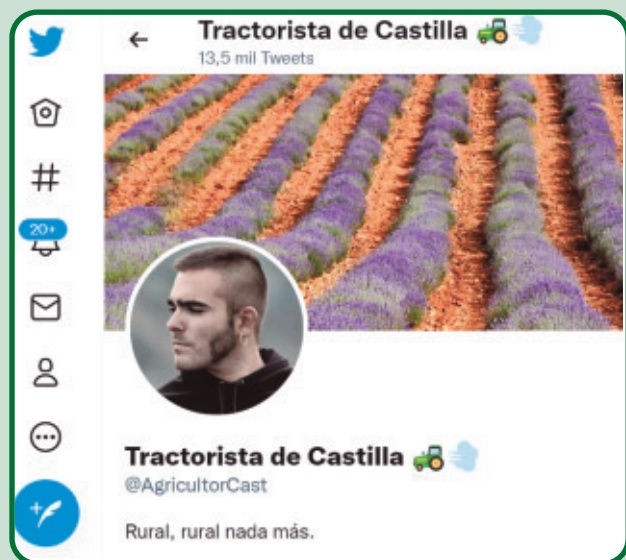 Tractorista de Castilla 🚜💨
13,5 mil Tweets
20+
Tractorista de Castilla 🚜💨
@AgricultorCast
Rural, rural nada más.